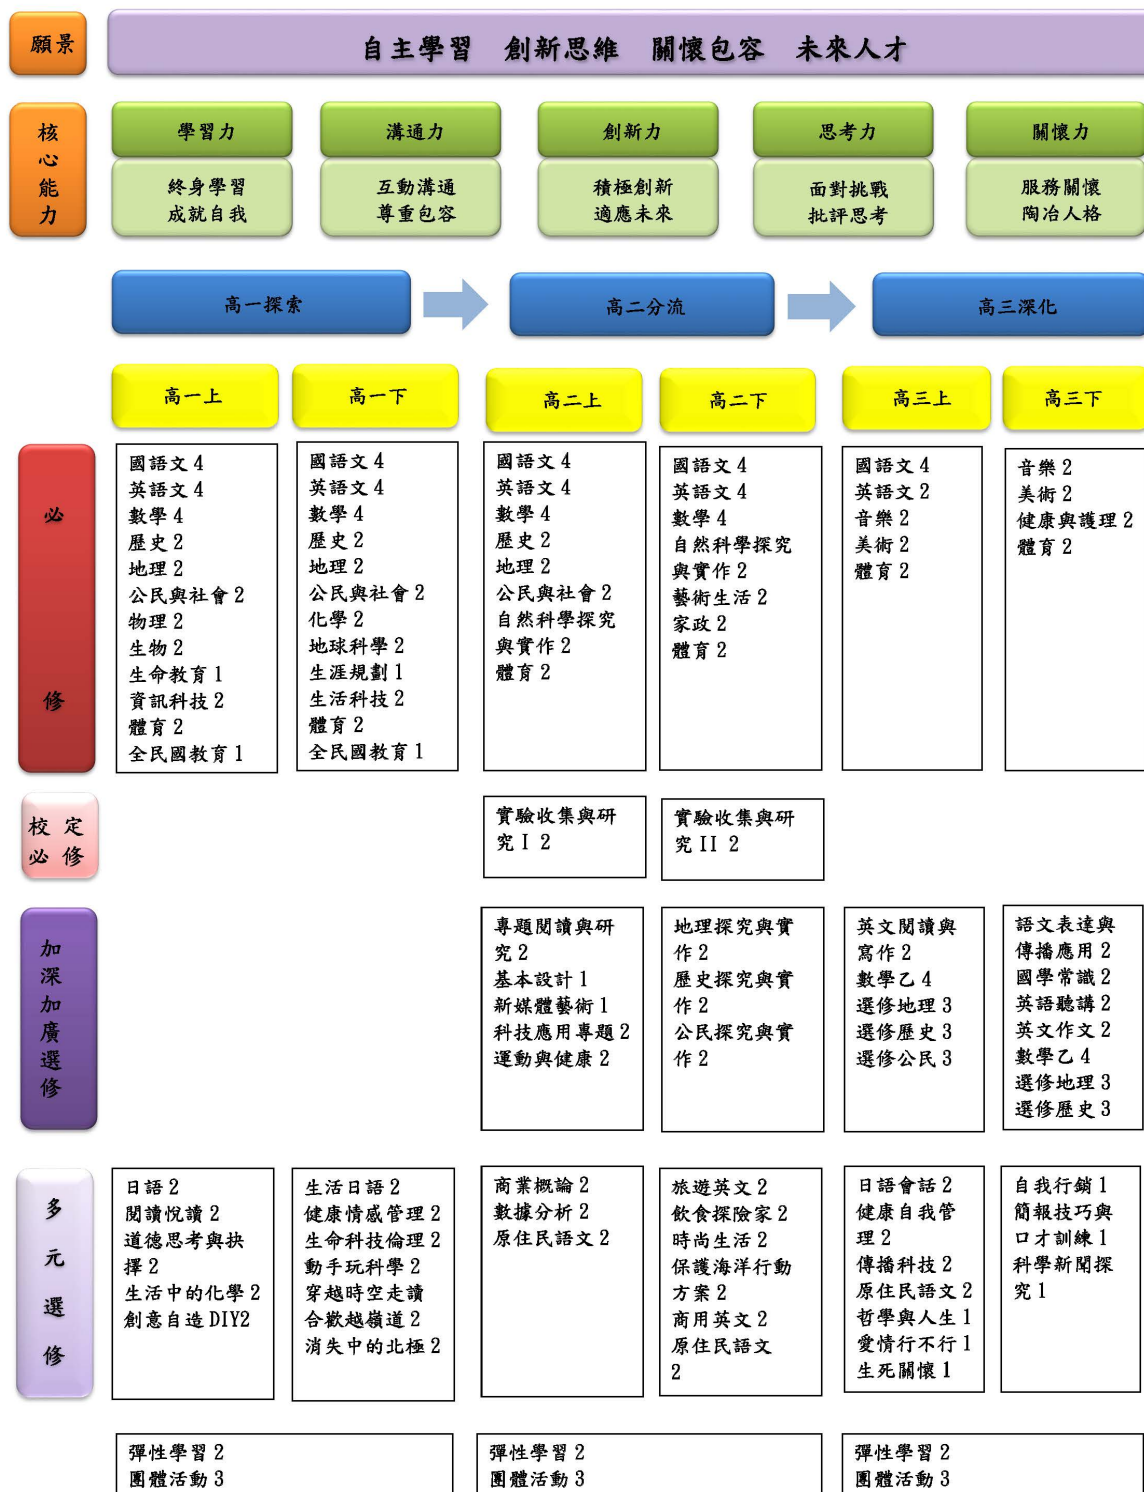 願景
自主學習 創新思維 關懷包容 未來人才
核
心
能
力
學習力
溝通力
創新力
思考力
關懷力
終身學習
成就自我
互動溝通
尊重包容
積極創新
適應未來
面對挑戰
批評思考
服務關懷
陶冶人格
高一探索
高二分流
高三深化
高一上
高一下
高二上
高二下
高三上
高三下
必
修
國語文 4
英語文 4
數學 4
歷史 2
地理 2
公民與社會 2
物理 2
生物 2
生命教育 1
資訊科技 2
體育 2
全民國教育 1
國語文 4
英語文 4
數學 4
歷史 2
地理 2
公民與社會 2
化學 2
地球科學 2
生涯規劃 1
生活科技 2
體育 2
全民國教育 1
國語文 4
英語文 4
數學 4
歷史 2
地理 2
公民與社會 2
自然科學探究
與實作 2
體育 2
國語文 4
英語文 4
數學 4
自然科學探究
與實作 2
藝術生活 2
家政 2
體育 2
國語文 4
英語文 2
音樂 2
美術 2
體育 2
音樂 2
美術 2
健康與護理 2
體育 2
校 定
必 修
實驗收集與研
究 I 2
實驗收集與研
究 II 2
加
深
加
廣
選
修
專題閱讀與研
究 2
基本設計 1
新媒體藝術 1
科技應用專題 2
運動與健康 2
地理探究與實
作 2
歷史探究與實
作 2
公民探究與實
作 2
英文閱讀與
寫作 2
數學乙 4
選修地理 3
選修歷史 3
選修公民 3
語文表達與
傳播應用 2
國學常識 2
英語聽講 2
英文作文 2
數學乙 4
選修地理 3
選修歷史 3
多
元
選
修
日語 2
閱讀悅讀 2
道德思考與抉
擇 2
生活中的化學 2
創意自造 DIY2
生活日語 2
健康情感管理 2
生命科技倫理 2
動手玩科學 2
穿越時空走讀
合歡越嶺道 2
消失中的北極 2
商業概論 2
數據分析 2
原住民語文 2
旅遊英文 2
飲食探險家 2
時尚生活 2
保護海洋行動
方案 2
商用英文 2
原住民語文
2
日語會話 2
健康自我管
理 2
傳播科技 2
原住民語文 2
哲學與人生 1
愛情行不行 1
生死關懷 1
自我行銷 1
簡報技巧與
口才訓練 1
科學新聞探
究 1
彈性學習 2
團體活動 3
彈性學習 2
團體活動 3
彈性學習 2
團體活動 3